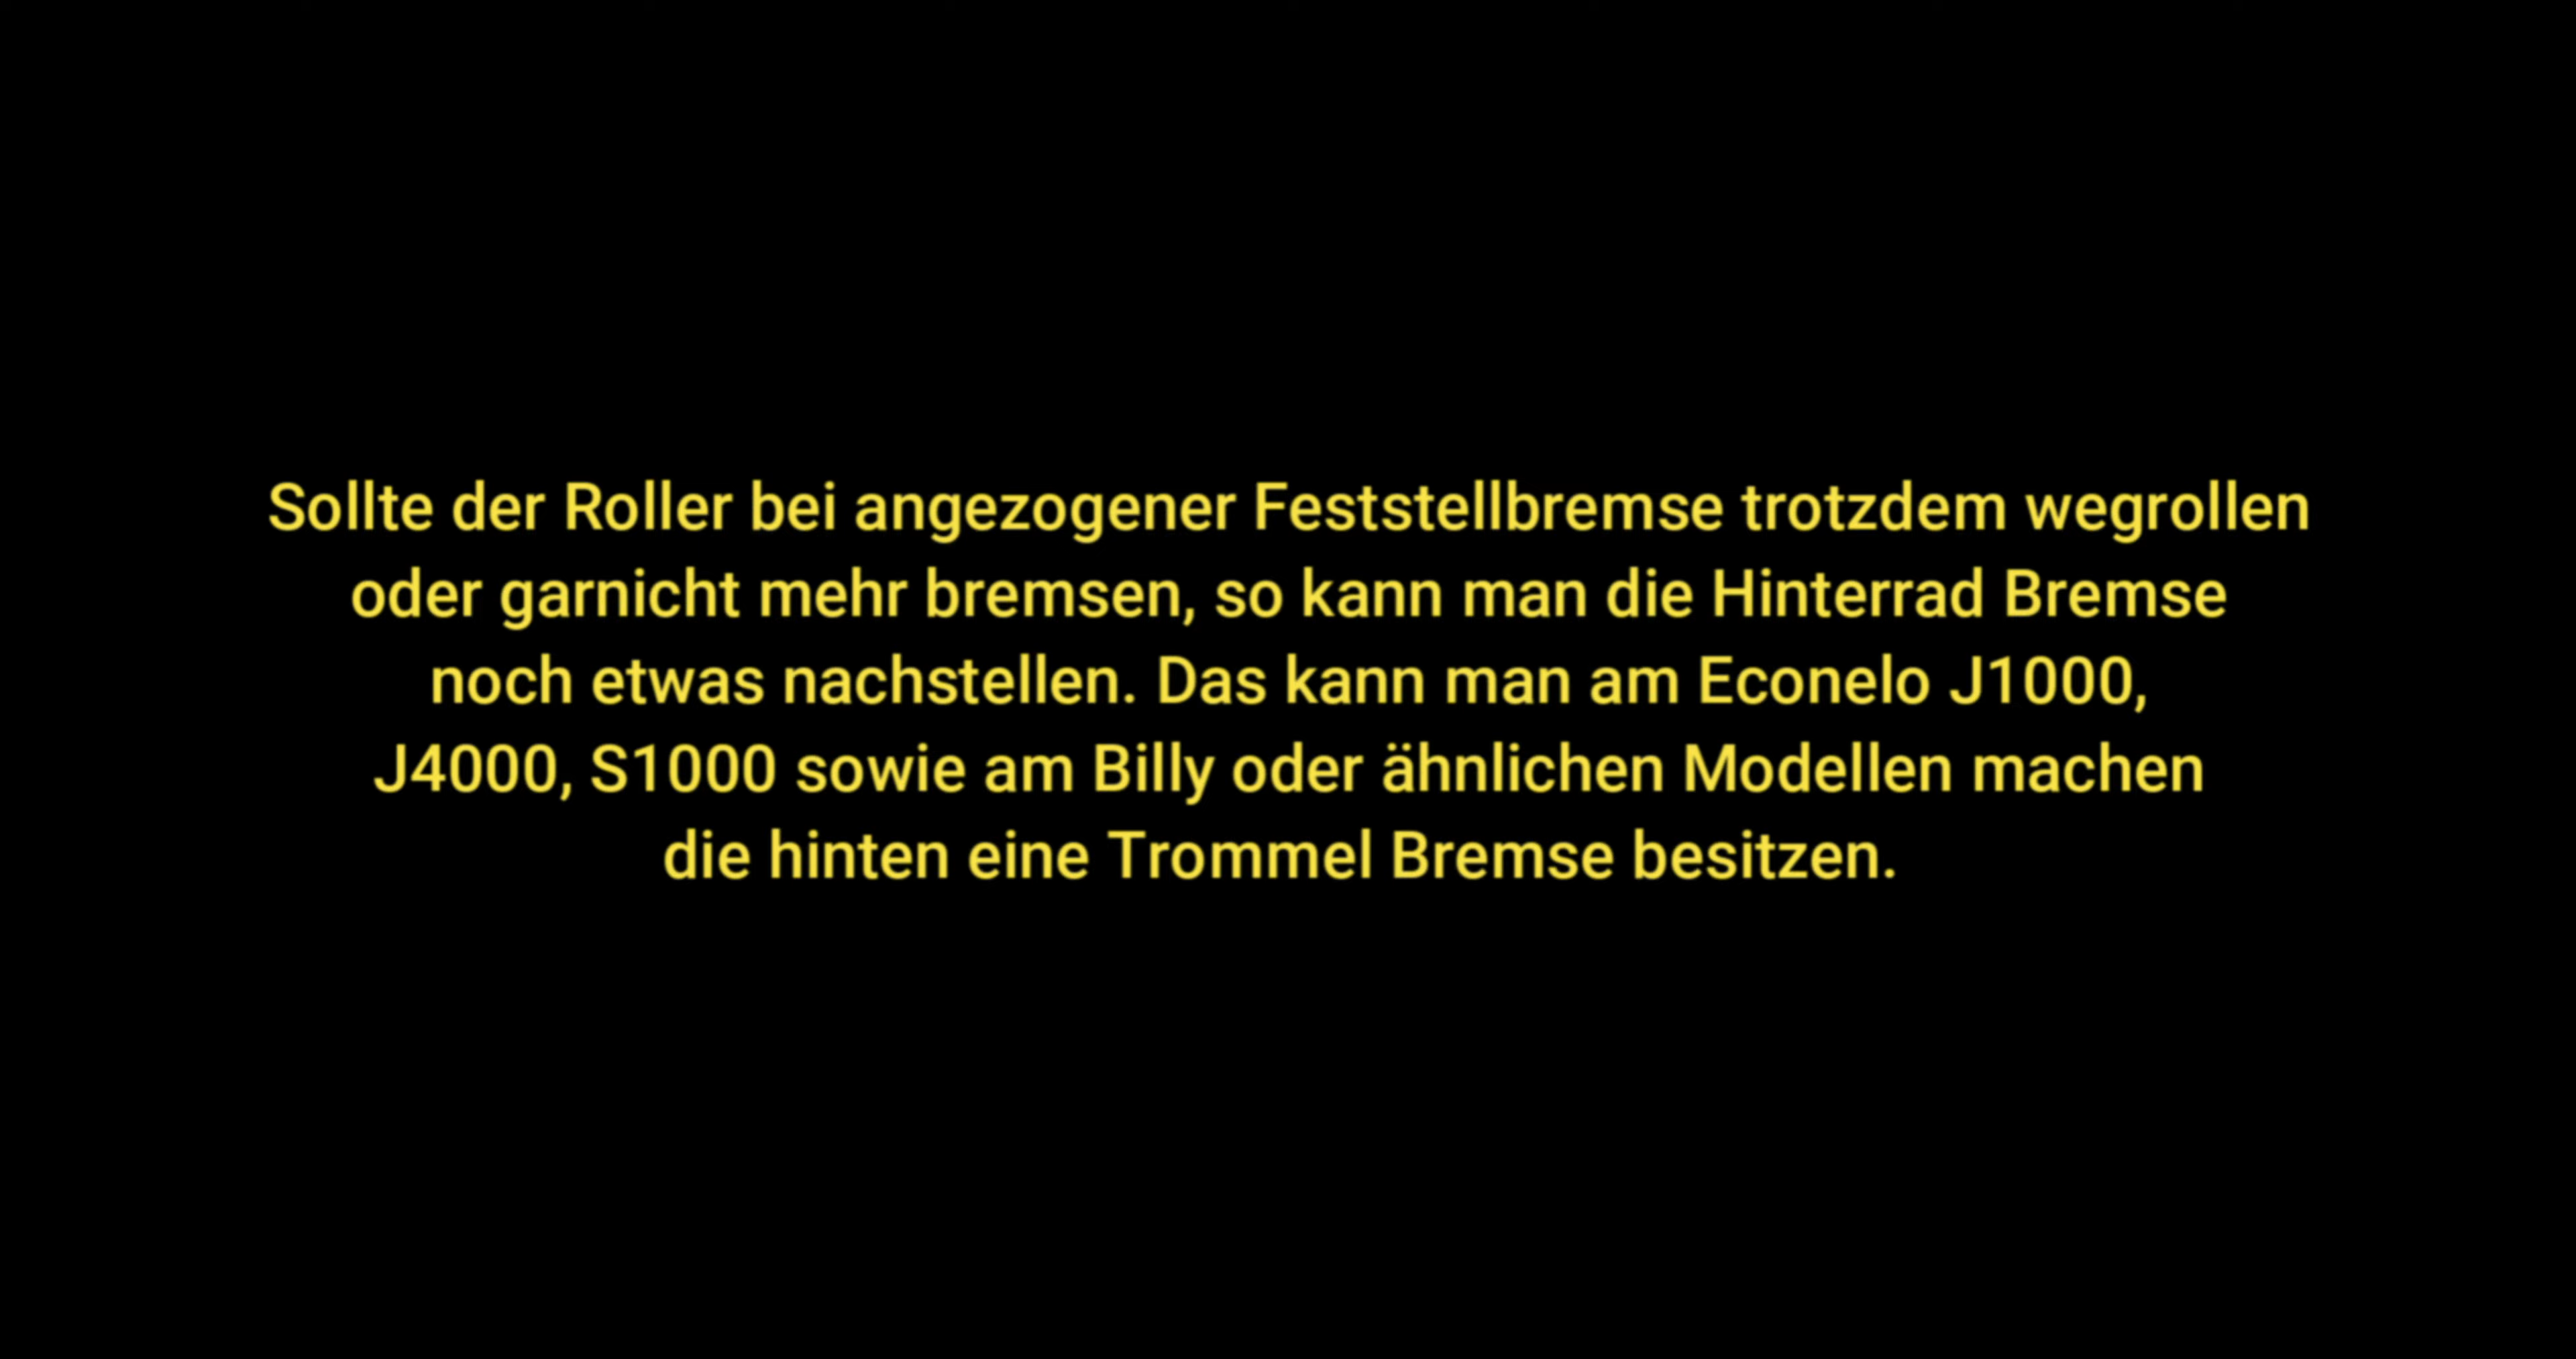 Sollte der Roller bei angezogener Feststellbremse trotzdem wegrollen
oder garnicht mehr bremsen, so kann man die Hinterrad Bremse
noch etwas nachstellen. Das kann man am Econelo J1000,
J4000, S1000 sowie am Billy oder ähnlichen Modellen machen
die hinten eine Trommel Bremse besitzen.